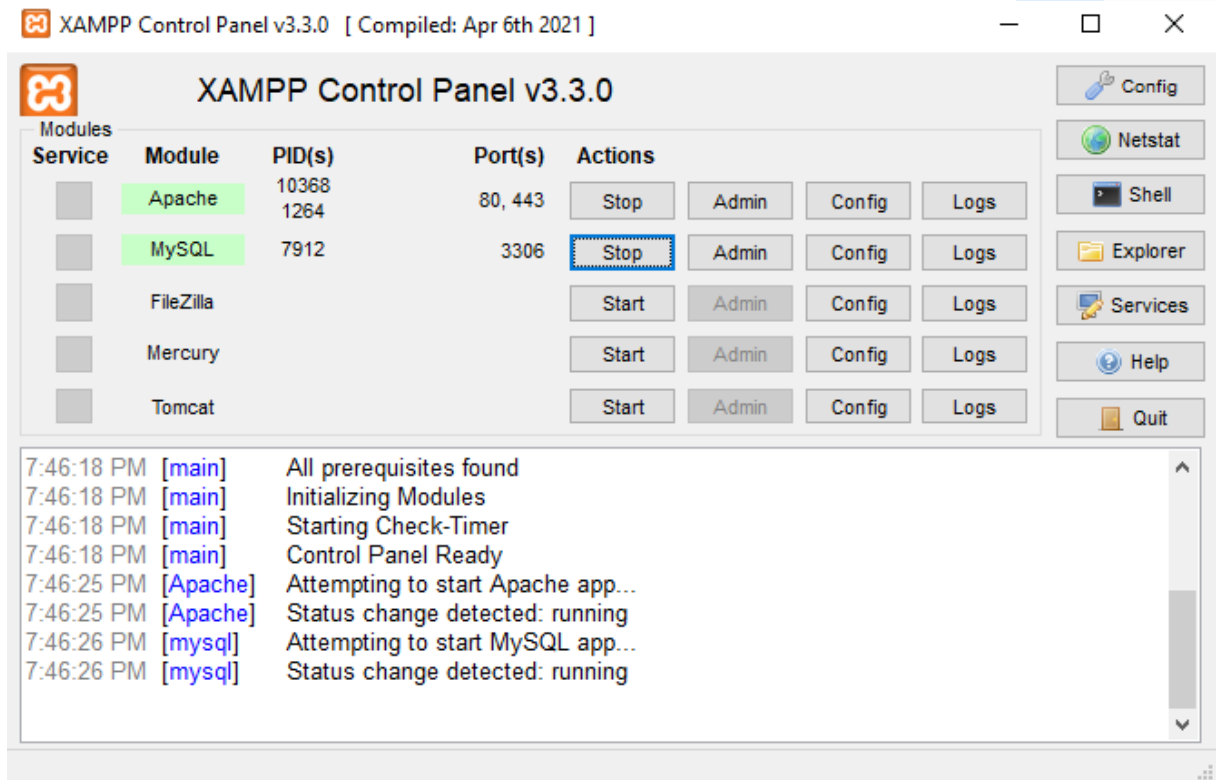 XAMPP Control Panel v3.3.0 [ Compiled: Apr 6th 2021 ]
XAMPP Control Panel v3.3.0
Config
Modules
Service Module PID(s) Port(s) Actions
Netstat
Apache 10368 1264 80, 443 Stop Admin Config Logs
Shell
MySQL 7912 3306 Stop Admin Config Logs
Explorer
FileZilla Start Admin Config Logs
Services
Mercury Start Admin Config Logs
Help
Tomcat Start Admin Config Logs
Quit
7:46:18 PM [main] All prerequisites found
7:46:18 PM [main] Initializing Modules
7:46:18 PM [main] Starting Check-Timer
7:46:18 PM [main] Control Panel Ready
7:46:25 PM [Apache] Attempting to start Apache app...
7:46:25 PM [Apache] Status change detected: running
7:46:26 PM [mysql] Attempting to start MySQL app...
7:46:26 PM [mysql] Status change detected: running